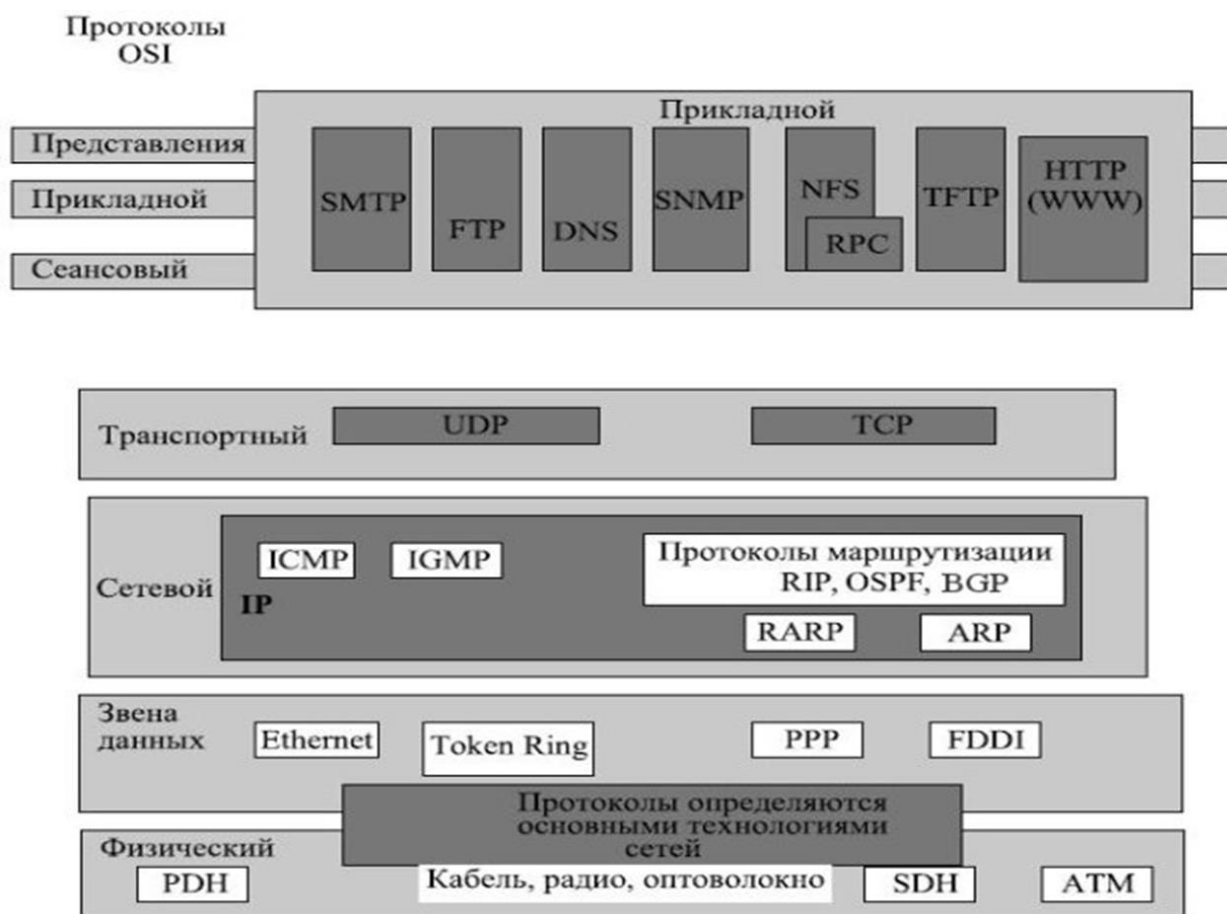 Протоколы
OSI
Прикладной
Представления
Прикладной
Сеансовый
SMTP
FTP
DNS
SNMP
NFS
RPC
TFTP
HTTP
(WWW)
Транспортный
UDP
TCP
Сетевой
ICMP
IGMP
IP
Протоколы маршрутизации
RIP, OSPF, BGP
RARP
ARP
Звена
данных
Ethernet
Token Ring
PPP
FDDI
Протоколы определяются
основными технологиями
сетей
Физический
PDH
Кабель, радио, оптоволокно
SDH
ATM